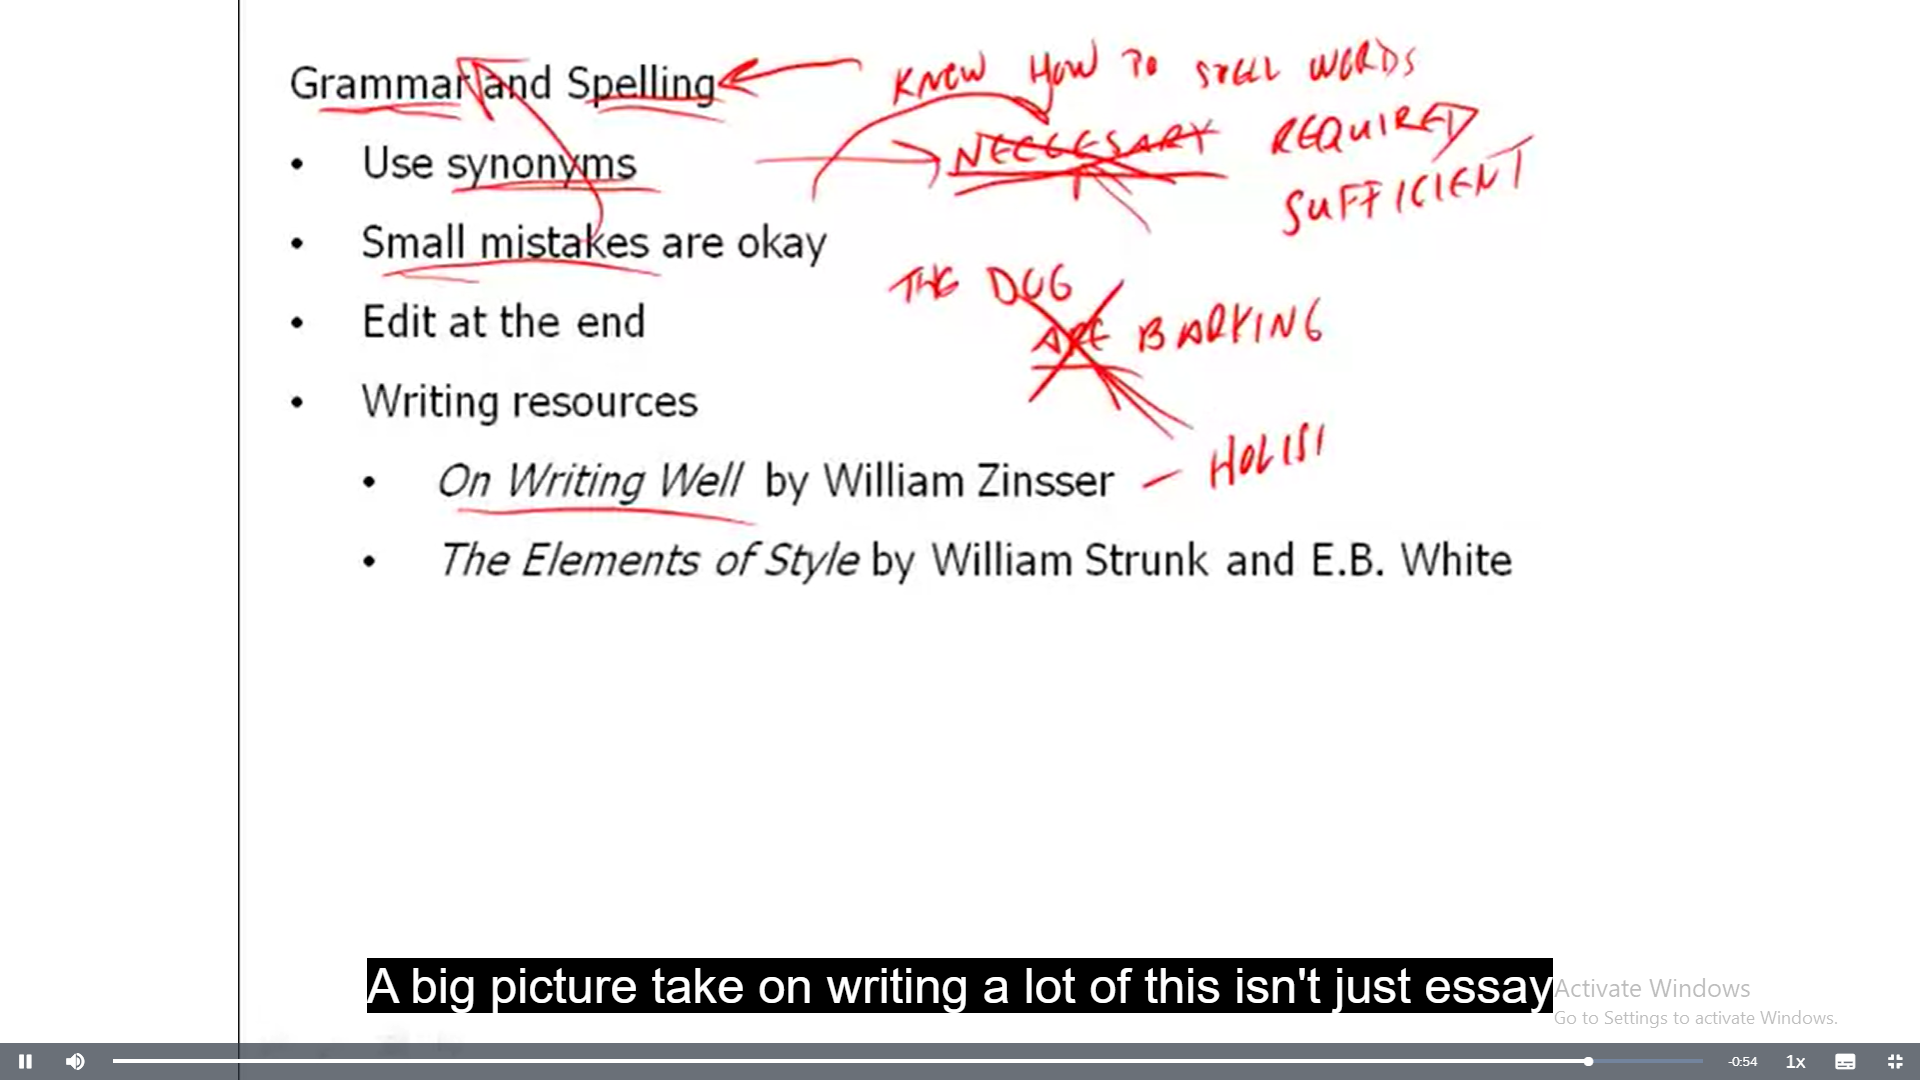 Grammar and Spelling
KNOW HOW TO SPELL WORDS
• Use synonyms
NECCESARY REQUIRED
SUFFICIENT
• Small mistakes are okay
THE DOG
• Edit at the end
ARE BARKING
• Writing resources
HOLISI
• On Writing Well by William Zinsser
• The Elements of Style by William Strunk and E.B. White
A big picture take on writing a lot of this isn't just essay
Activate Windows
Go to Settings to activate Windows.
-0:54 1x